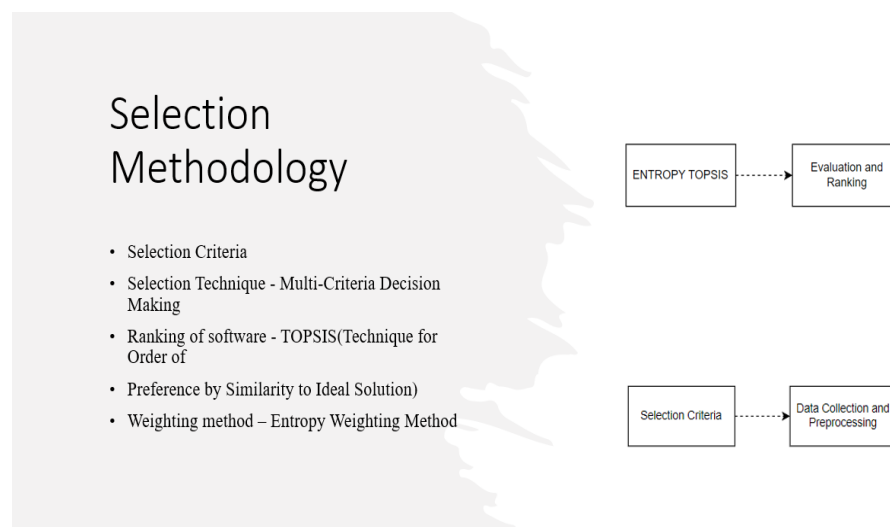 Selection
Methodology
• Selection Criteria
• Selection Technique - Multi-Criteria Decision
Making
• Ranking of software - TOPSIS(Technique for
Order of
• Preference by Similarity to Ideal Solution)
• Weighting method – Entropy Weighting Method
ENTROPY TOPSIS
Evaluation and
Ranking
Selection Criteria
Data Collection and
Preprocessing